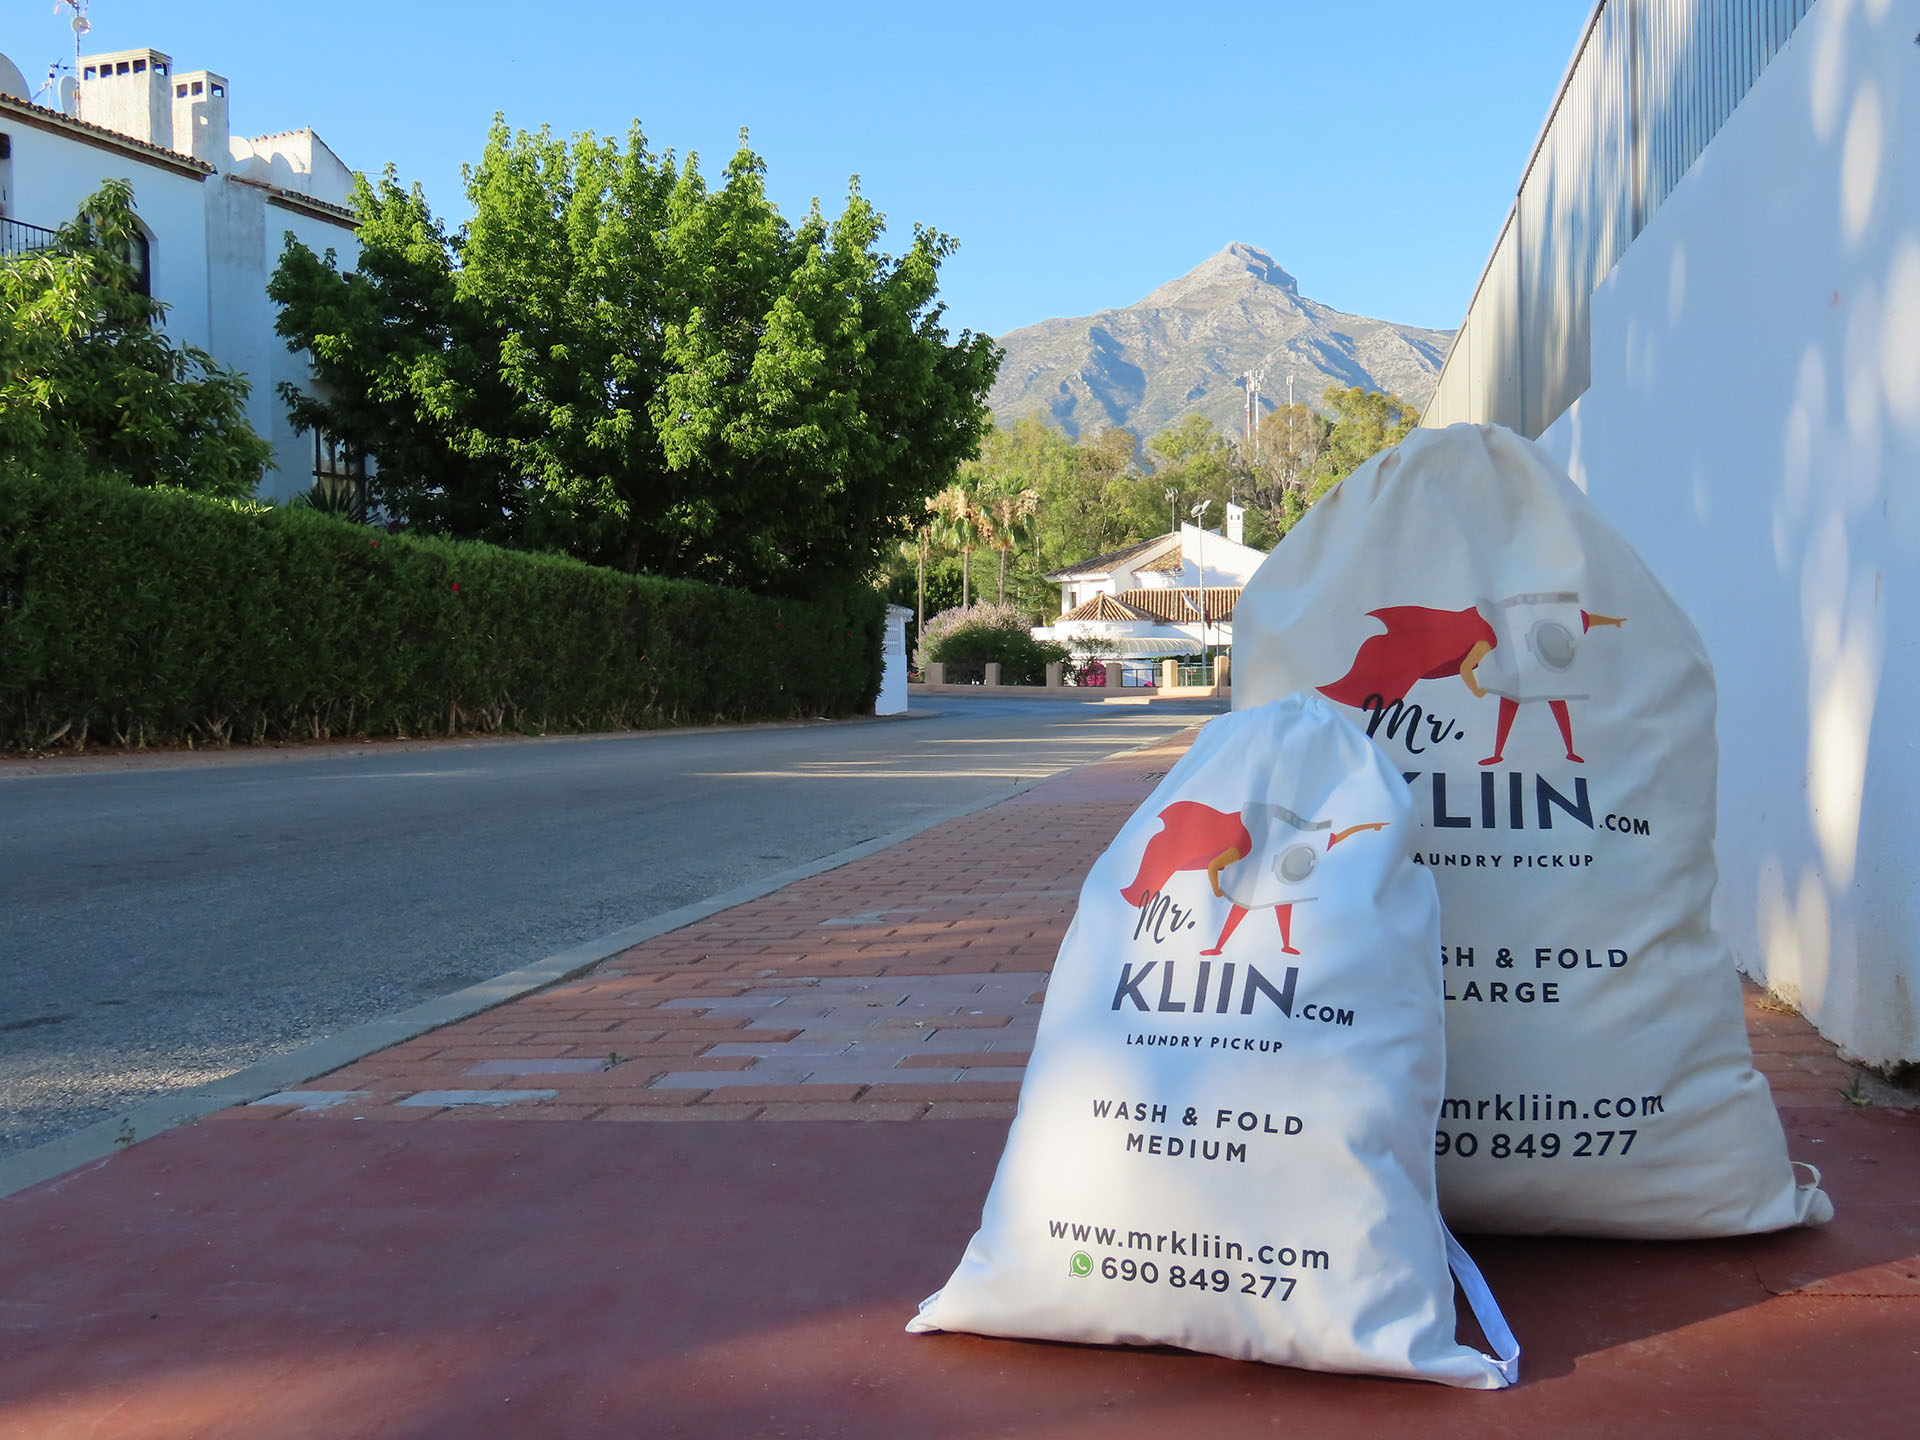 Mr.
KLIIN.COM
LAUNDRY PICKUP
WASH & FOLD
MEDIUM
www.mrkliin.com
690 849 277
Mr.
KLIIN.COM
AUNDRY PICKUP
SH & FOLD
LARGE
mrkliin.com
90 849 277